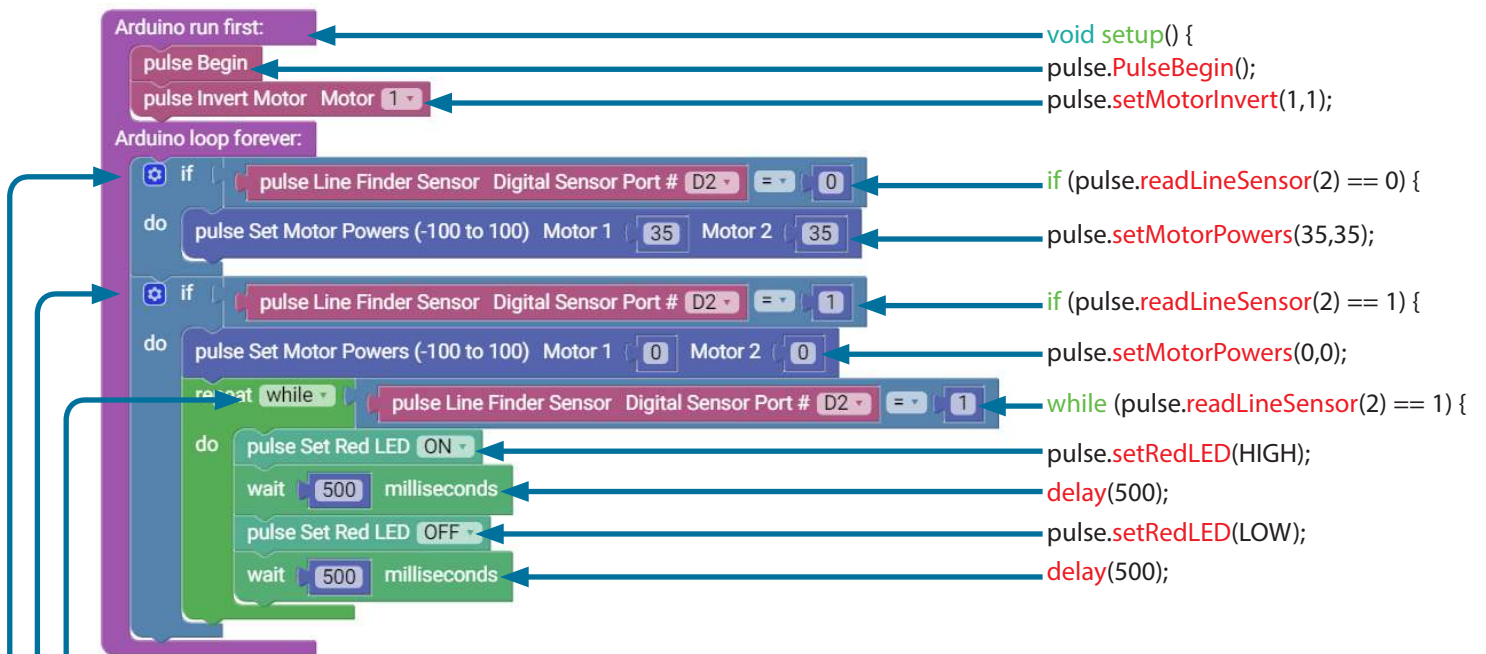 Arduino run first:
void setup() {
pulse Begin
pulse.PulseBegin();
pulse Invert Motor Motor 1
pulse.setMotorInvert(1,1);
Arduino loop forever:
if pulse Line Finder Sensor Digital Sensor Port # D2 = 0
if (pulse.readLineSensor(2) == 0) {
do pulse Set Motor Powers (-100 to 100) Motor 1 35 Motor 2 35
pulse.setMotorPowers(35,35);
if pulse Line Finder Sensor Digital Sensor Port # D2 = 1
if (pulse.readLineSensor(2) == 1) {
do pulse Set Motor Powers (-100 to 100) Motor 1 0 Motor 2 0
pulse.setMotorPowers(0,0);
repeat while pulse Line Finder Sensor Digital Sensor Port # D2 = 1
while (pulse.readLineSensor(2) == 1) {
do pulse Set Red LED ON
pulse.setRedLED(HIGH);
wait 500 milliseconds
delay(500);
pulse Set Red LED OFF
pulse.setRedLED(LOW);
wait 500 milliseconds
delay(500);